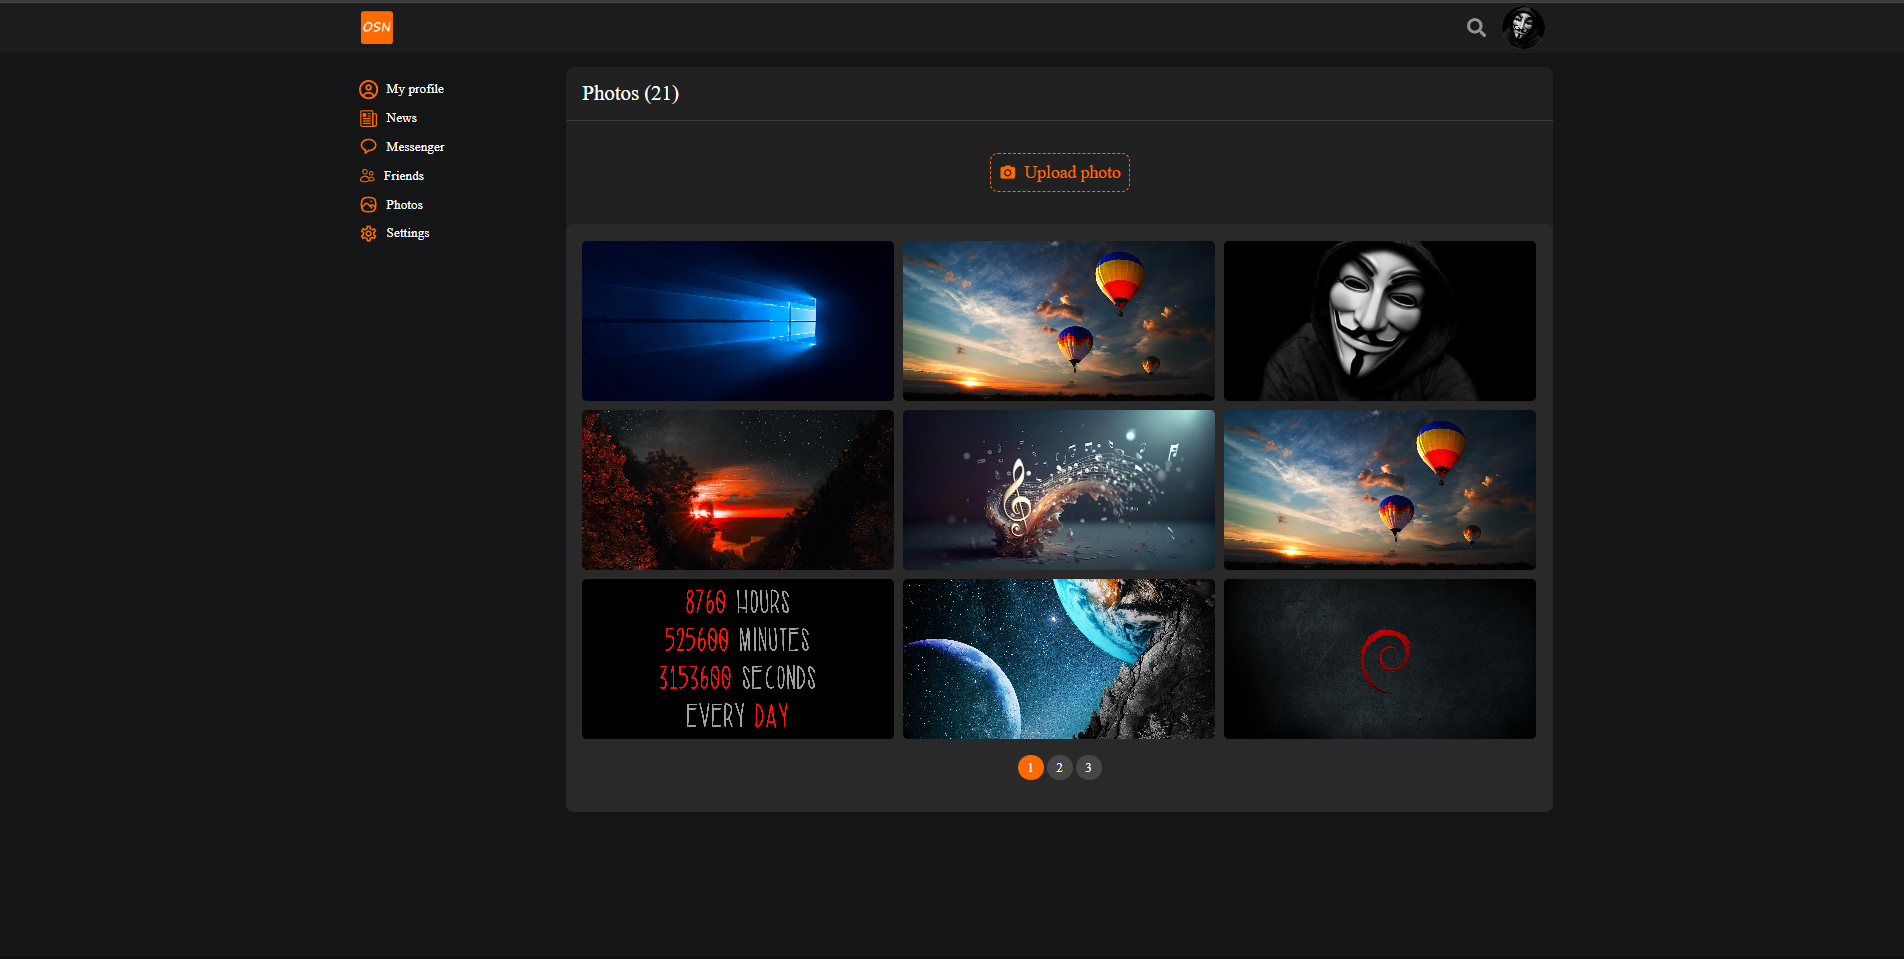 OSN
My profile
News
Messenger
Friends
Photos
Settings
Photos (21)
Upload photo
8760 HOURS
525600 MINUTES
3153600 SECONDS
EVERY DAY
1 2 3